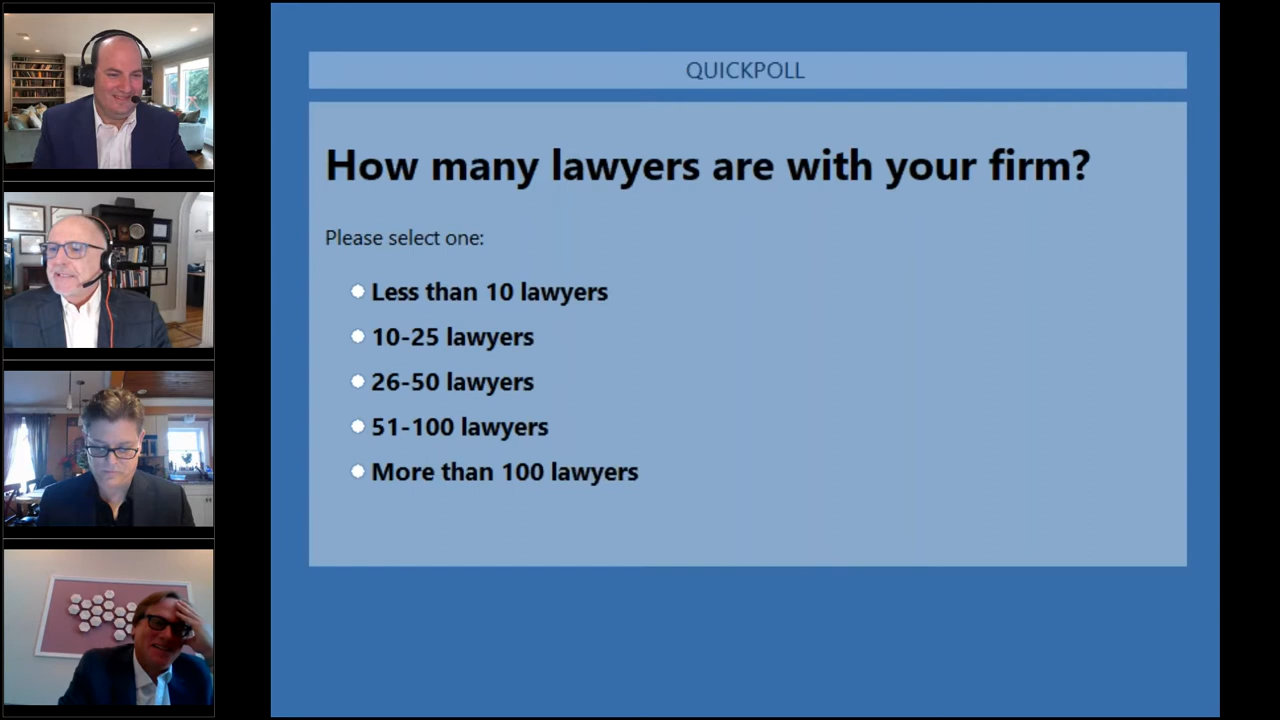 QUICKPOLL
How many lawyers are with your firm?
Please select one:
Less than 10 lawyers
10-25 lawyers
26-50 lawyers
51-100 lawyers
More than 100 lawyers